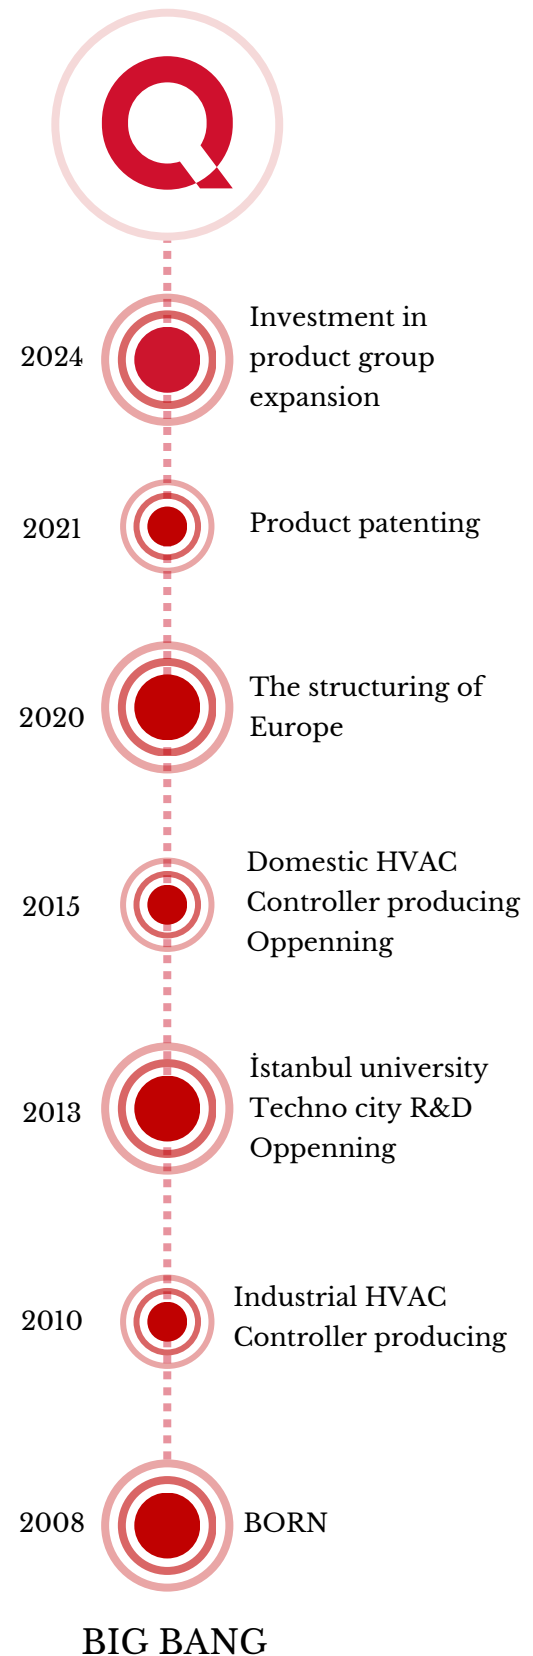 2024
Investment in
product group
expansion
2021
Product patenting
2020
The structuring of
Europe
2015
Domestic HVAC
Controller producing
Oppenning
2013
İstanbul university
Techno city R&D
Oppenning
2010
Industrial HVAC
Controller producing
2008
BORN
BIG BANG